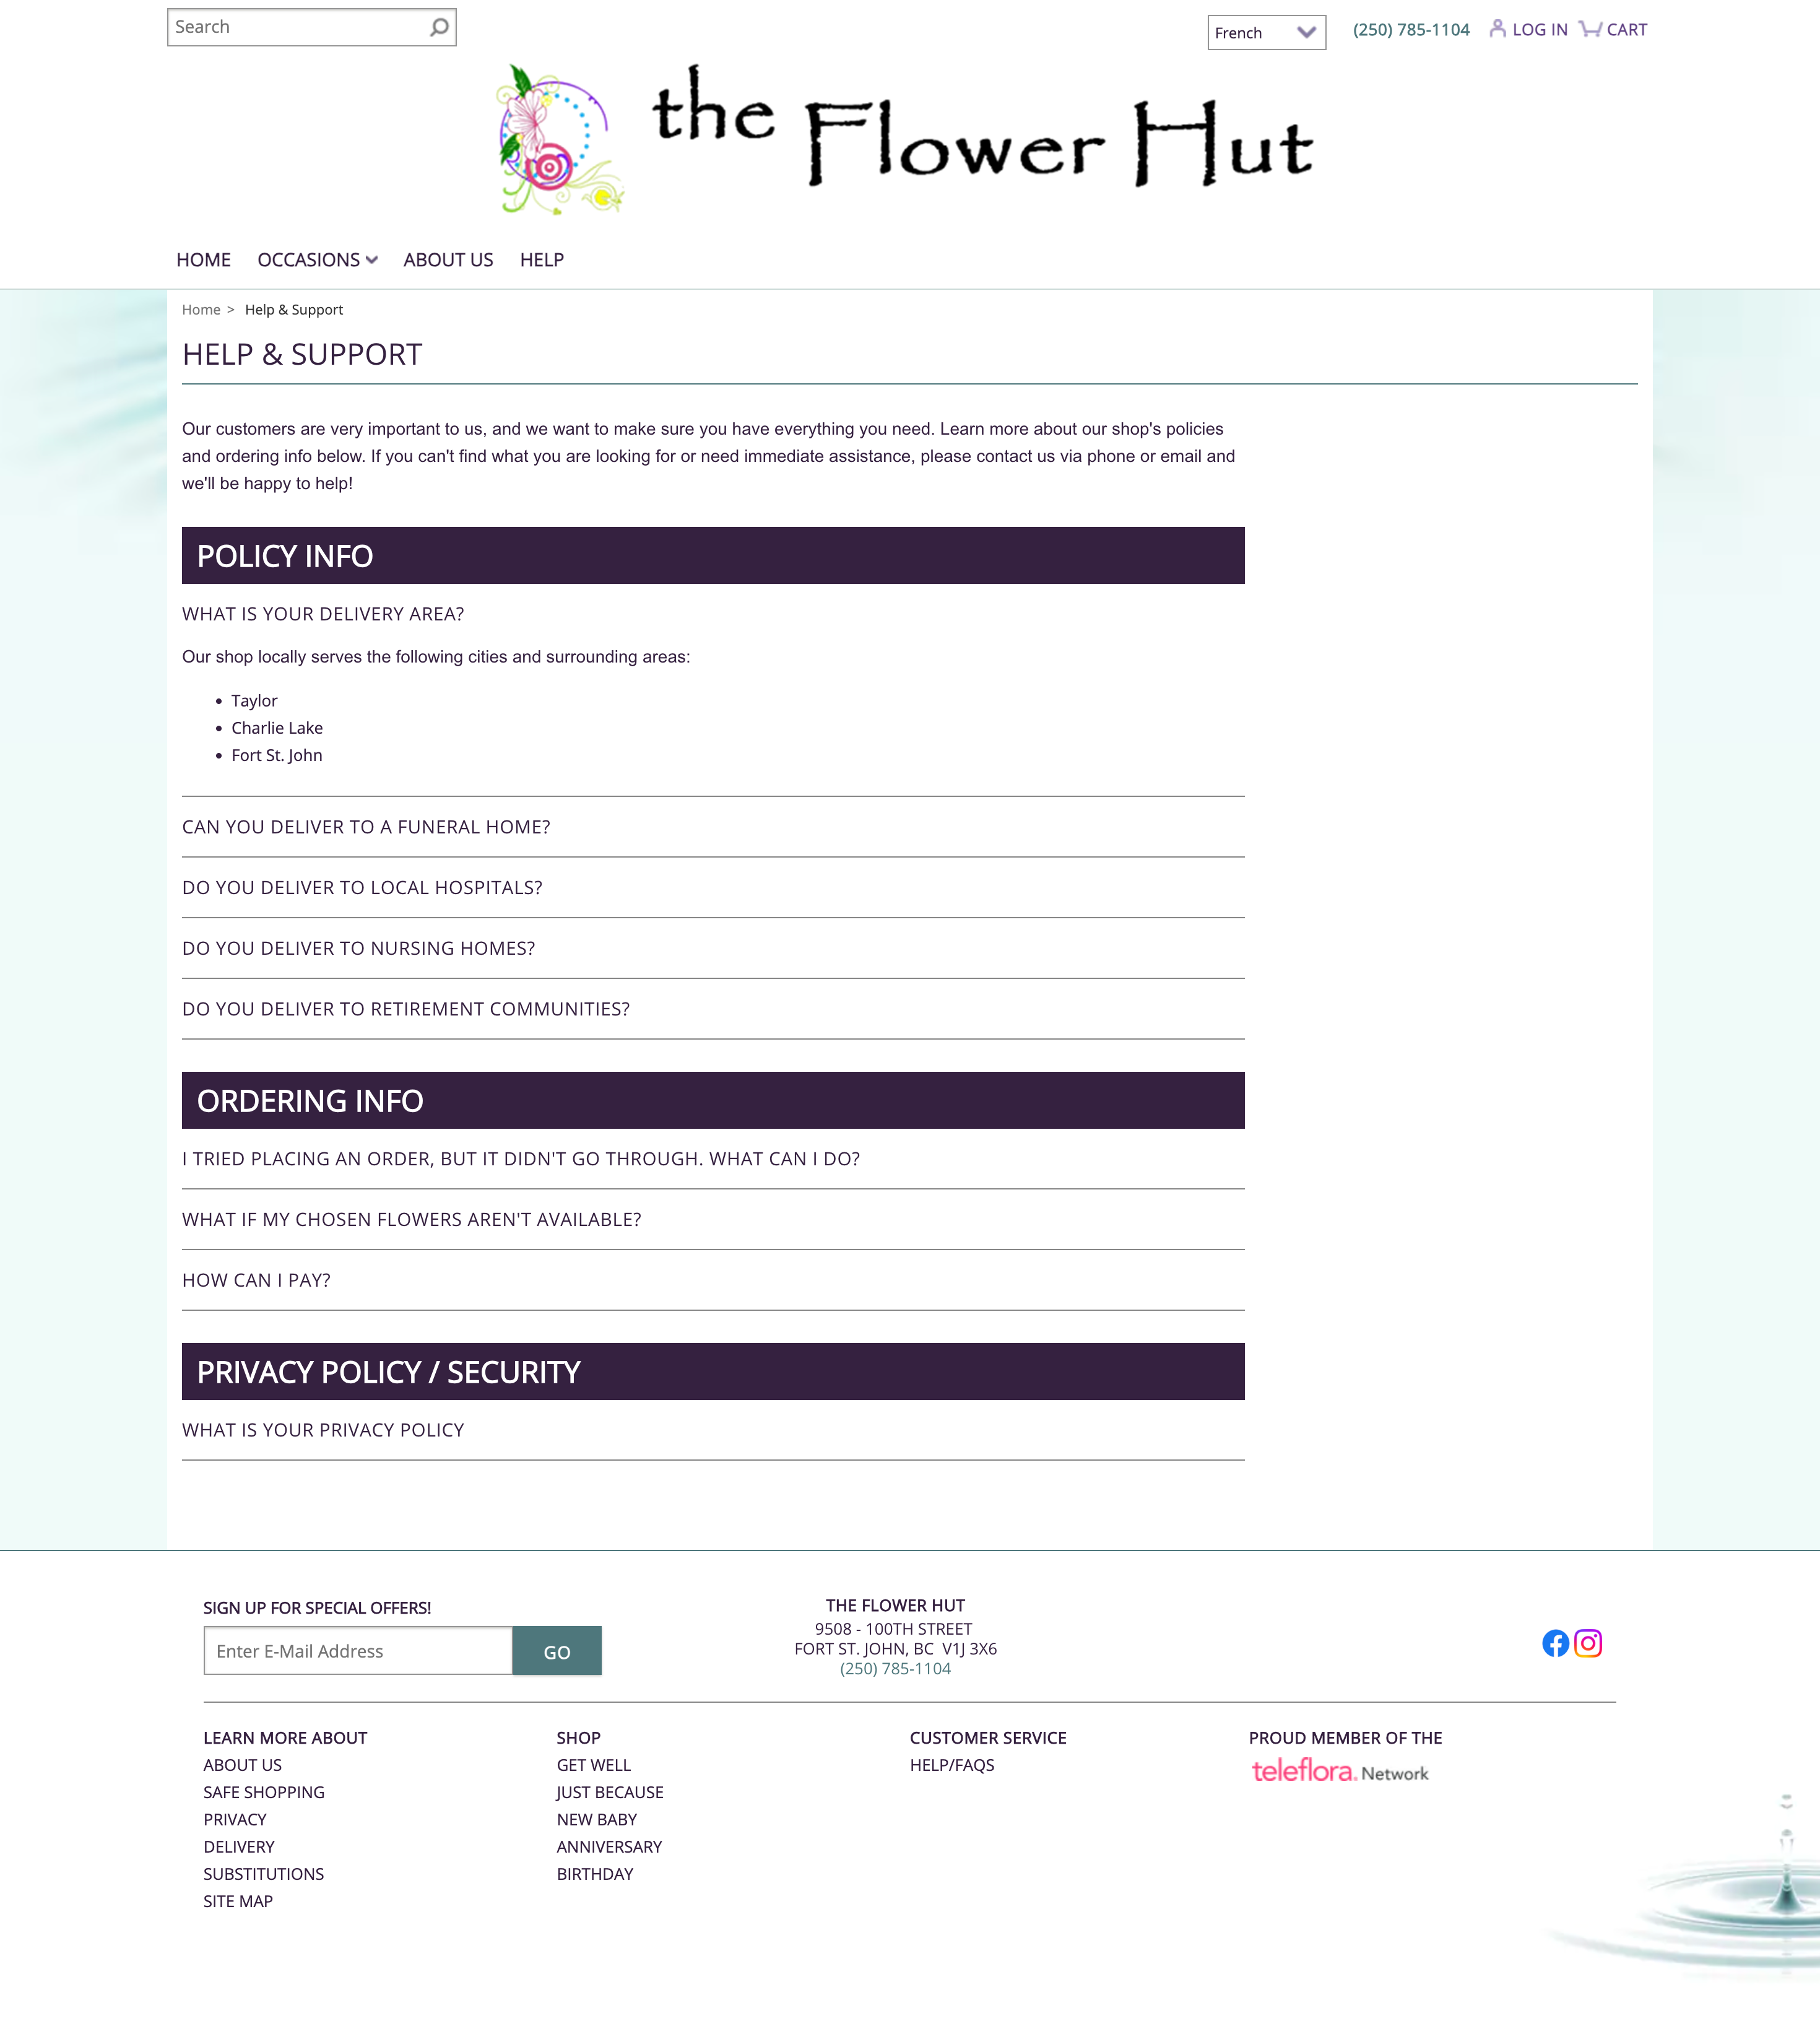 Search
French
(250) 785-1104
LOG IN
CART
the Flower Hut
HOME
OCCASIONS
ABOUT US
HELP
Home > Help & Support
HELP & SUPPORT
Our customers are very important to us, and we want to make sure you have everything you need. Learn more about our shop's policies
and ordering info below. If you can't find what you are looking for or need immediate assistance, please contact us via phone or email and
we'll be happy to help!
POLICY INFO
WHAT IS YOUR DELIVERY AREA?
Our shop locally serves the following cities and surrounding areas:
• Taylor
• Charlie Lake
• Fort St. John
CAN YOU DELIVER TO A FUNERAL HOME?
DO YOU DELIVER TO LOCAL HOSPITALS?
DO YOU DELIVER TO NURSING HOMES?
DO YOU DELIVER TO RETIREMENT COMMUNITIES?
ORDERING INFO
I TRIED PLACING AN ORDER, BUT IT DIDN'T GO THROUGH. WHAT CAN I DO?
WHAT IF MY CHOSEN FLOWERS AREN'T AVAILABLE?
HOW CAN I PAY?
PRIVACY POLICY / SECURITY
WHAT IS YOUR PRIVACY POLICY
SIGN UP FOR SPECIAL OFFERS!
Enter E-Mail Address
GO
THE FLOWER HUT
9508 - 100TH STREET
FORT ST. JOHN, BC V1J 3X6
(250) 785-1104
LEARN MORE ABOUT
ABOUT US
SAFE SHOPPING
PRIVACY
DELIVERY
SUBSTITUTIONS
SITE MAP
SHOP
GET WELL
JUST BECAUSE
NEW BABY
ANNIVERSARY
BIRTHDAY
CUSTOMER SERVICE
HELP/FAQS
PROUD MEMBER OF THE
teleflora. Network